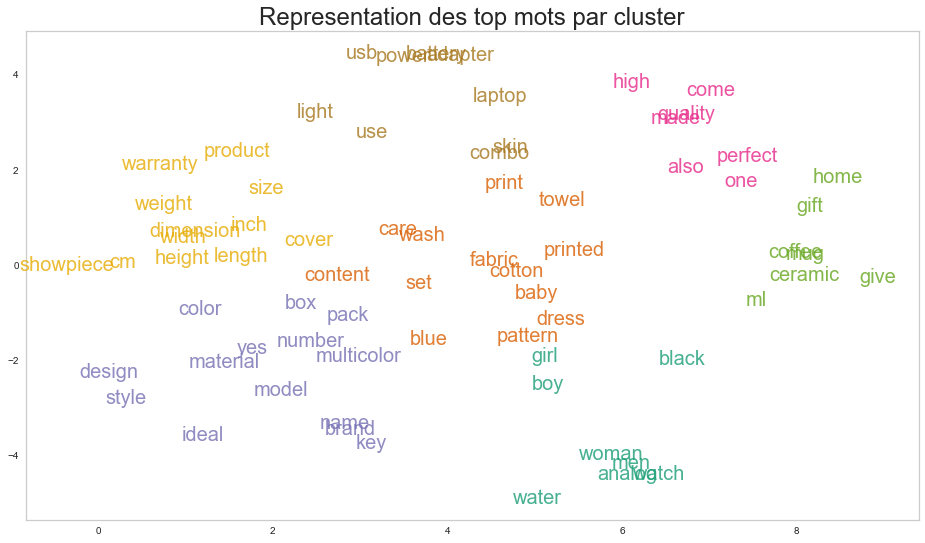 Representation des top mots par cluster
4
2
0
−2
−4
usb
power
battery
adapter
laptop
light
use
skin
combo
high
come
quality
made
perfect
also
one
home
gift
coffee
mug
ceramic
give
ml
product
warranty
size
weight
inch
dimension
width
cover
length
height
cm
showpiece
print
towel
care
wash
printed
fabric
cotton
content
set
baby
dress
pattern
blue
box
color
pack
number
yes
multicolor
material
design
model
style
name
brand
ideal
key
girl
boy
black
woman
men
analog
watch
water
0
2
4
6
8